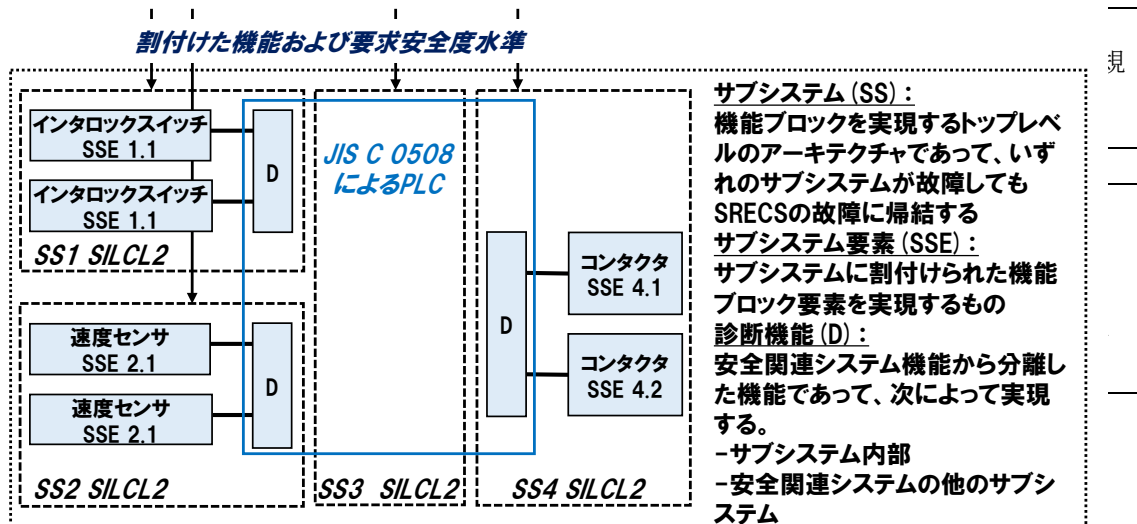 割付けた機能および要求安全度水準
現
インタロックスイッチ
SSE 1.1
インタロックスイッチ
SSE 1.1
D
SS1 SILCL2
速度センサ
SSE 2.1
速度センサ
SSE 2.1
D
SS2 SILCL2
JIS C 0508
によるPLC
SS3 SILCL2
D
コンタクタ
SSE 4.1
コンタクタ
SSE 4.2
SS4 SILCL2
サブシステム(SS):
機能ブロックを実現するトップレベ
ルのアーキテクチャであって、いず
れのサブシステムが故障しても
SRECSの故障に帰結する
サブシステム要素(SSE):
サブシステムに割付けられた機能
ブロック要素を実現するもの
診断機能(D):
安全関連システム機能から分離し
た機能であって、次によって実現
する。
-サブシステム内部
-安全関連システムの他のサブシ
ステム